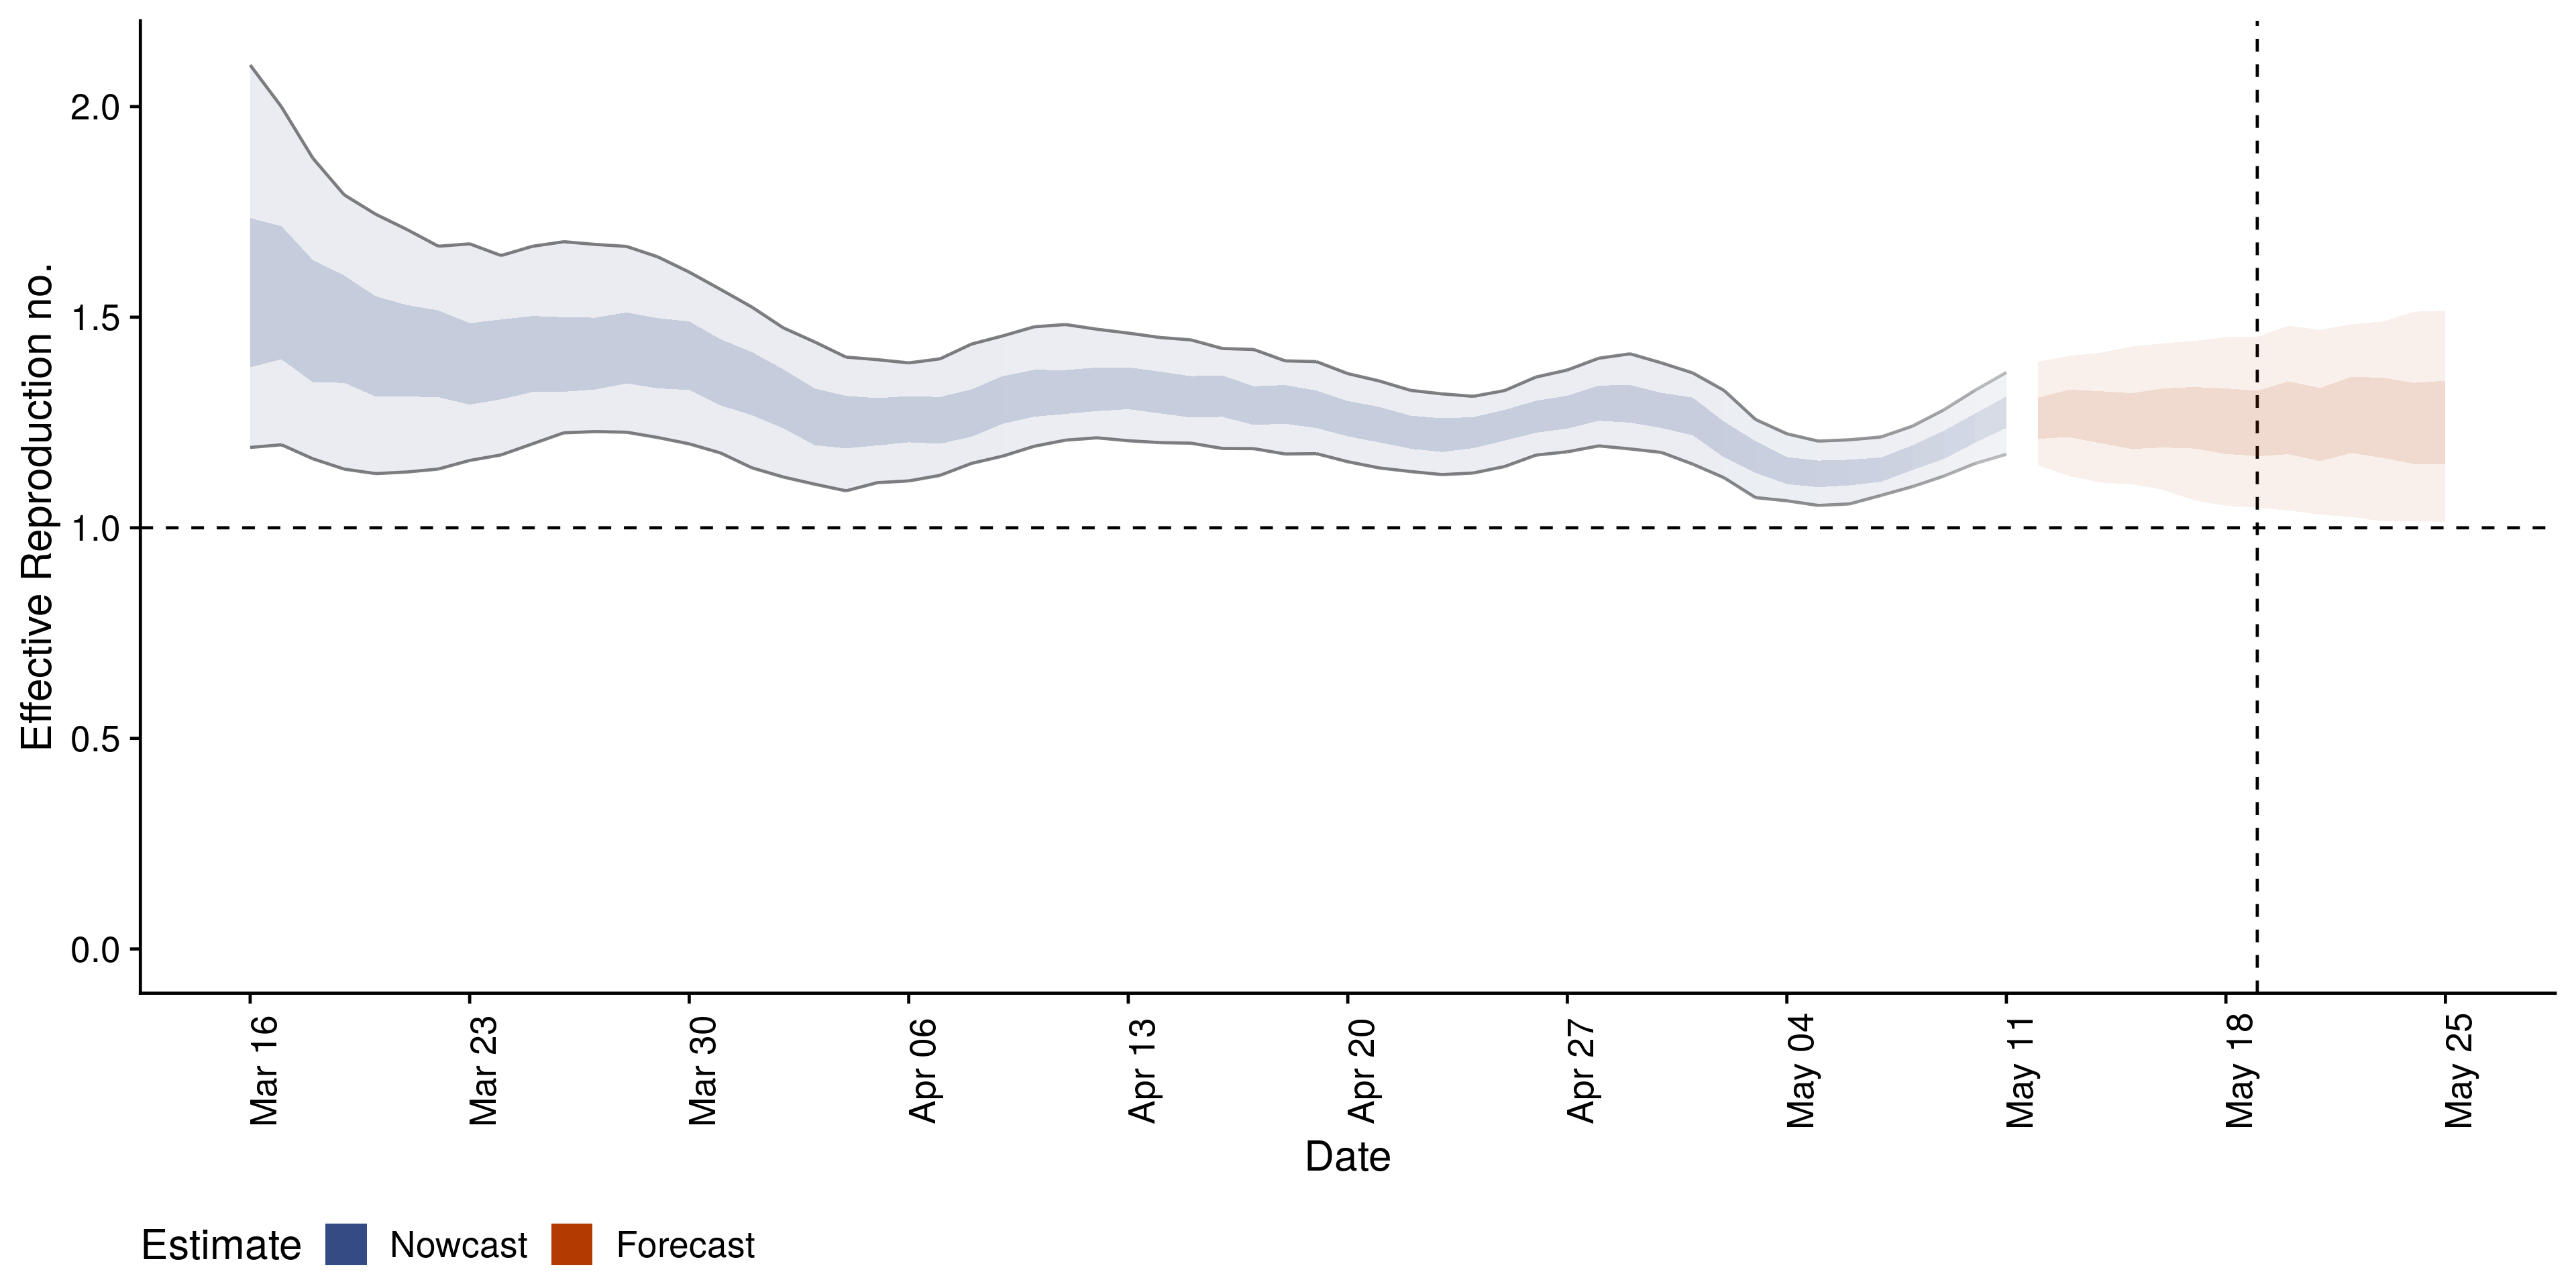 Effective Reproduction no.
2.0
1.5
1.0
0.5
0.0
Mar 16
Mar 23
Mar 30
Apr 06
Apr 13
Apr 20
Apr 27
May 04
May 11
May 18
May 25
Date
Estimate Nowcast Forecast